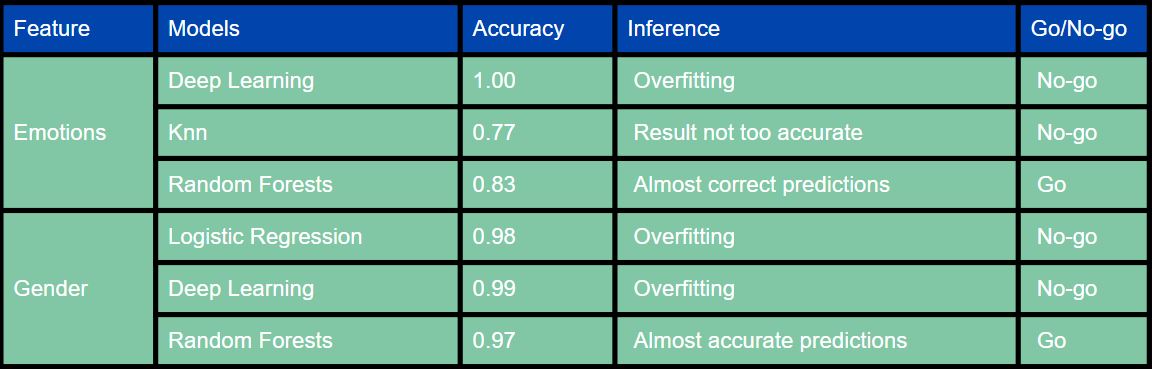 Feature Models Accuracy Inference Go/No-go
Emotions
Deep Learning 1.00 Overfitting No-go
Knn 0.77 Result not too accurate No-go
Random Forests 0.83 Almost correct predictions Go
Gender
Logistic Regression 0.98 Overfitting No-go
Deep Learning 0.99 Overfitting No-go
Random Forests 0.97 Almost accurate predictions Go